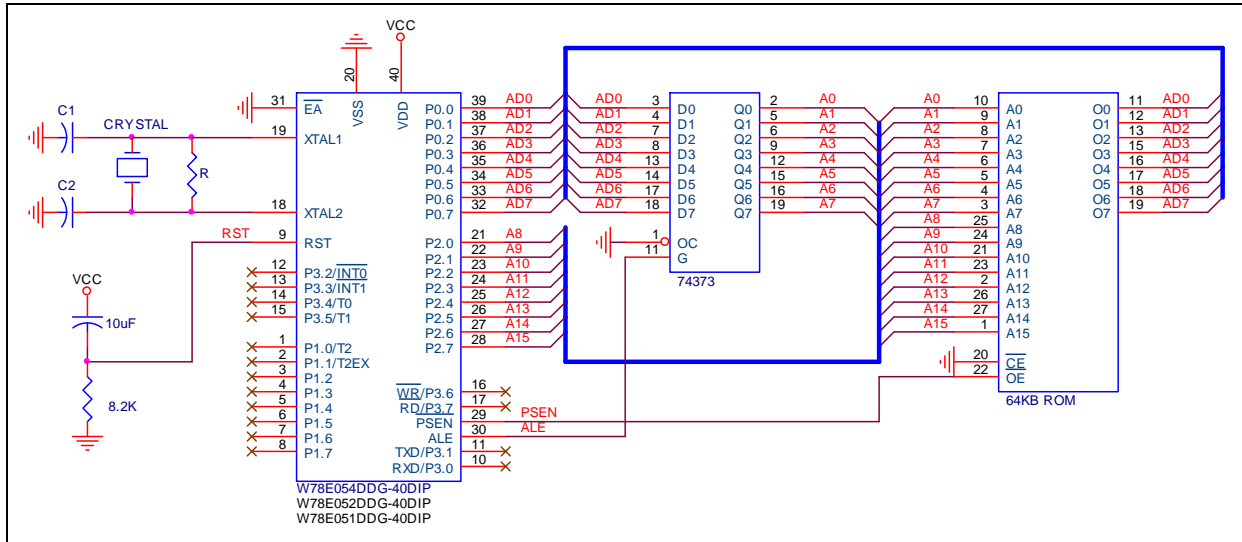 VCC
20
40
31
EA
VSS
VDD
C1
CRYSTAL
19
XTAL1
R
C2
18
XTAL2
RST
9
RST
12
P3.2/INT0
13
P3.3/INT1
14
P3.4/T0
15
P3.5/T1
VCC
10uF
8.2K
1
P1.0/T2
2
P1.1/T2EX
3
P1.2
4
P1.3
5
P1.4
6
P1.5
7
P1.6
8
P1.7
P0.0 39 AD0
P0.1 38 AD1
P0.2 37 AD2
P0.3 36 AD3
P0.4 35 AD4
P0.5 34 AD5
P0.6 33 AD6
P0.7 32 AD7
P2.0 21 A8
P2.1 22 A9
P2.2 23 A10
P2.3 24 A11
P2.4 25 A12
P2.5 26 A13
P2.6 27 A14
P2.7 28 A15
WR/P3.6 16
RD/P3.7 17
PSEN 29 PSEN
ALE 30 ALE
TXD/P3.1 11
RXD/P3.0 10
W78E054DDG-40DIP
W78E052DDG-40DIP
W78E051DDG-40DIP
AD0 3 D0 Q0 2 A0
AD1 4 D1 Q1 5 A1
AD2 7 D2 Q2 6 A2
AD3 8 D3 Q3 9 A3
AD4 13 D4 Q4 12 A4
AD5 14 D5 Q5 15 A5
AD6 17 D6 Q6 16 A6
AD7 18 D7 Q7 19 A7
1 OC
11 G
74373
A0 10 A0 O0 11 AD0
A1 9 A1 O1 12 AD1
A2 8 A2 O2 13 AD2
A3 7 A3 O3 15 AD3
A4 6 A4 O4 16 AD4
A5 5 A5 O5 17 AD5
A6 4 A6 O6 18 AD6
A7 3 A7 O7 19 AD7
A8 25 A8
A9 24 A9
A10 21 A10
A11 23 A11
A12 2 A12
A13 26 A13
A14 27 A14
A15 1 A15
20 CE
22 OE
64KB ROM